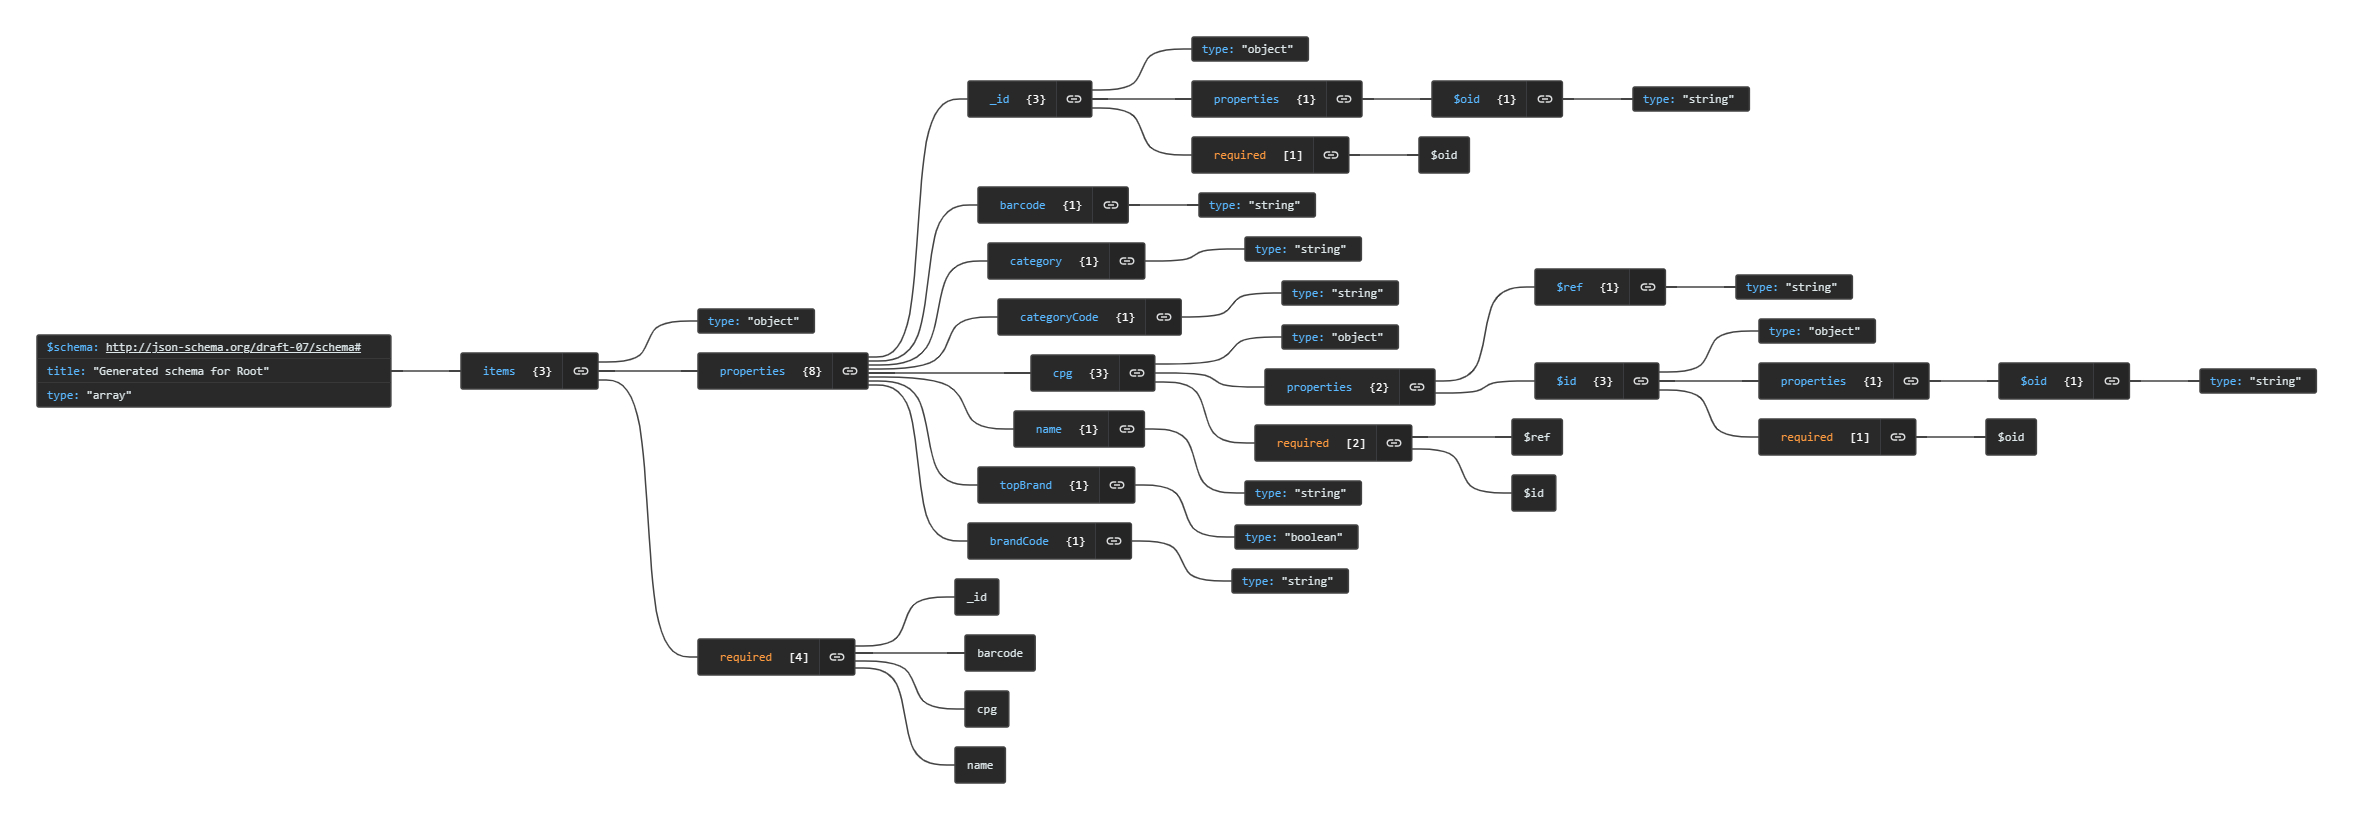 $schema: http://json-schema.org/draft-07/schema#
title: "Generated schema for Root"
type: "array"
items {3}
type: "object"
properties {8}
_id {3}
type: "object"
properties {1}
$oid {1}
type: "string"
required [1]
$oid
barcode {1}
type: "string"
category {1}
type: "string"
categoryCode {1}
type: "string"
cpg {3}
type: "object"
properties {2}
$ref {1}
type: "string"
$id {3}
type: "object"
properties {1}
$oid {1}
type: "string"
required [1]
$oid
required [2]
$ref
$id
name {1}
type: "string"
topBrand {1}
type: "boolean"
brandCode {1}
type: "string"
required [4]
_id
barcode
cpg
name